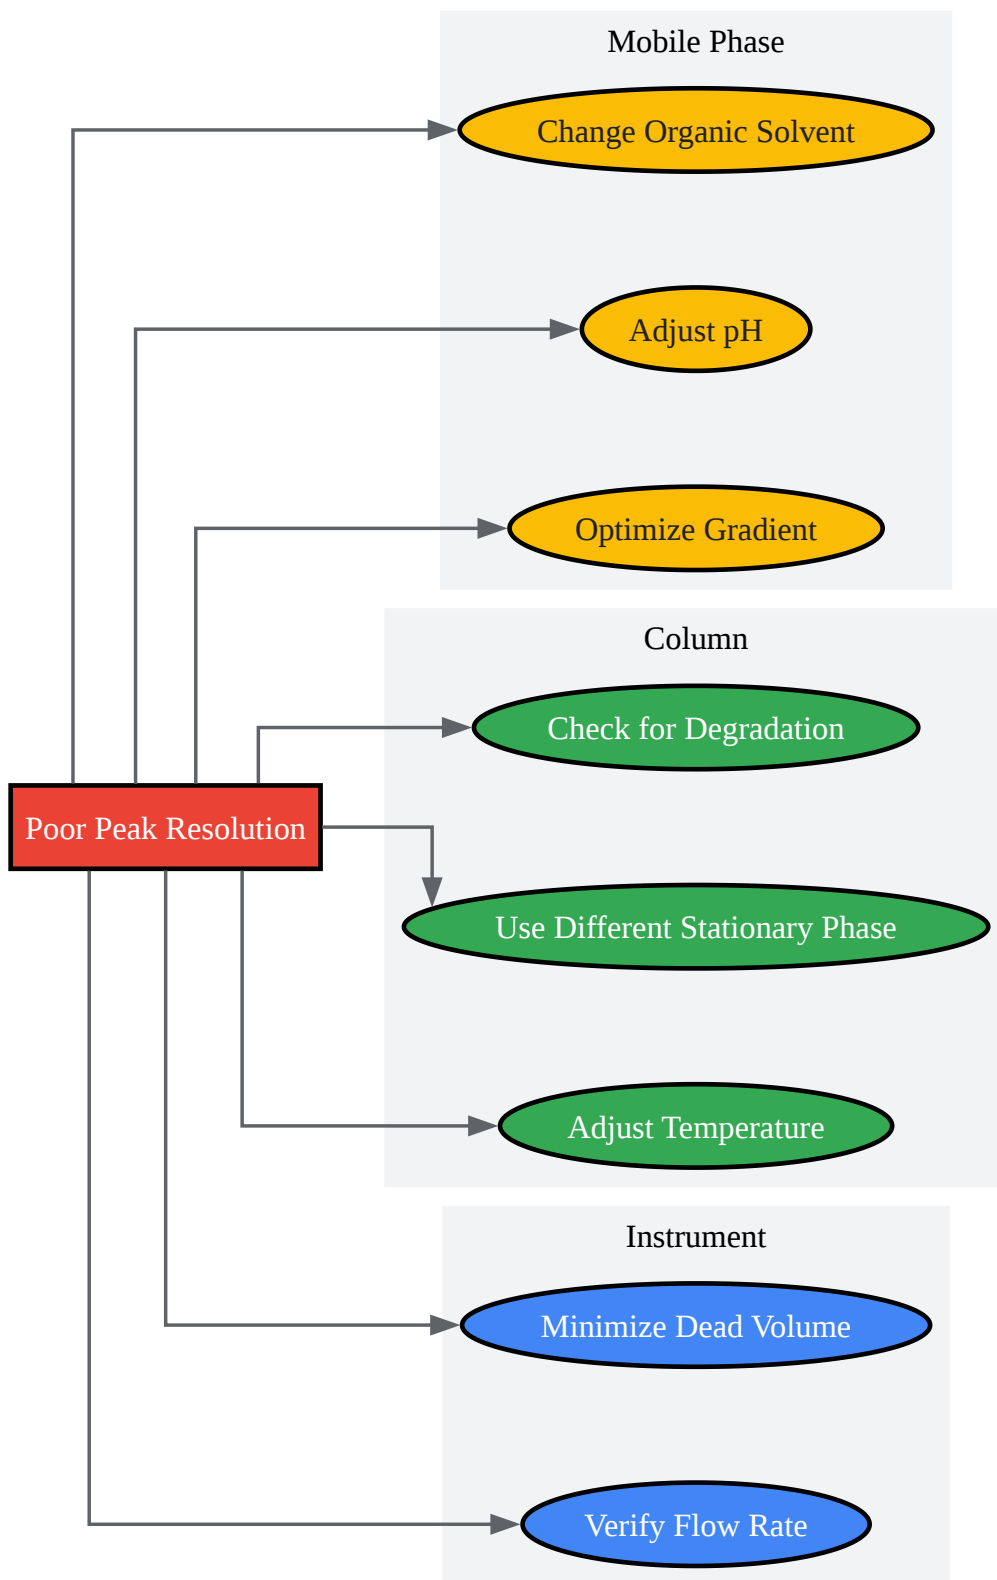 Mobile Phase
Change Organic Solvent
Adjust pH
Optimize Gradient
Column
Check for Degradation
Poor Peak Resolution
Use Different Stationary Phase
Adjust Temperature
Instrument
Minimize Dead Volume
Verify Flow Rate